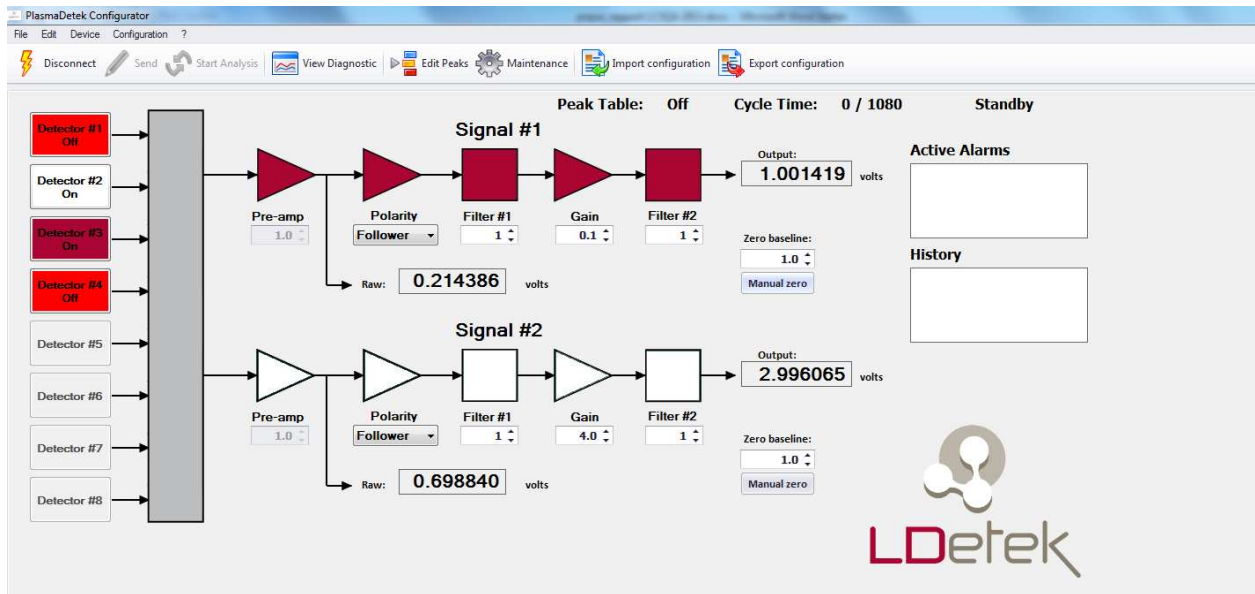 PlasmaDetek Configurator
File Edit Device Configuration ?
Disconnect Send Start Analysis View Diagnostic Edit Peaks Maintenance Import configuration Export configuration
Peak Table: Off Cycle Time: 0 / 1080 Standby
Detector #1
Off
Detector #2
On
Detector #3
On
Detector #4
Off
Detector #5
Detector #6
Detector #7
Detector #8
Signal #1
Pre-amp
1.0
Polarity
Follower
Filter #1
1
Gain
0.1
Filter #2
1
Output:
1.001419 volts
Zero baseline:
1.0
Manual zero
Raw: 0.214386 volts
Signal #2
Pre-amp
1.0
Polarity
Follower
Filter #1
1
Gain
4.0
Filter #2
1
Output:
2.996065 volts
Zero baseline:
1.0
Manual zero
Raw: 0.698840 volts
Active Alarms
History
LDetek